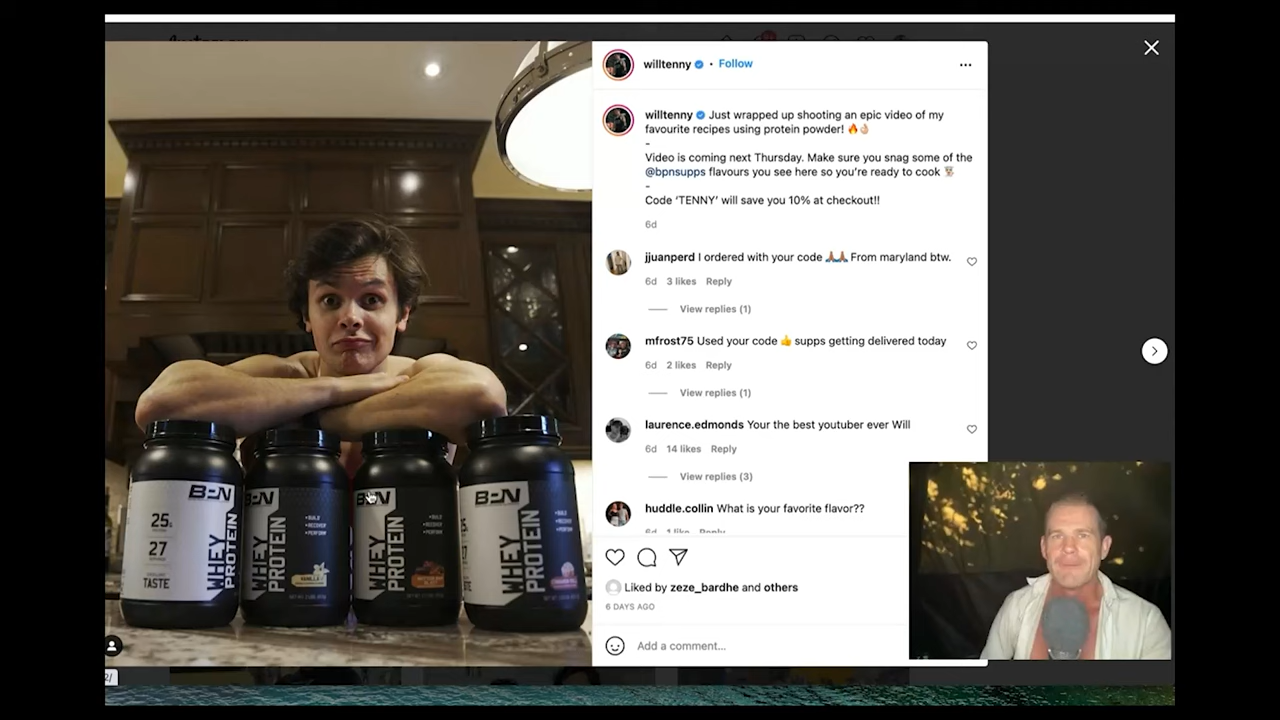 willtenny • Follow
willtenny Just wrapped up shooting an epic video of my
favourite recipes using protein powder! 🔥👌🏼
-
Video is coming next Thursday. Make sure you snag some of the
@bpnsupps flavours you see here so you're ready to cook 👨🏼‍🍳
-
Code ‘TENNY’ will save you 10% at checkout!!
6d
jjuanperd I ordered with your code 🙏🏽🙏🏽 From maryland btw.
6d 3 likes Reply
View replies (1)
mfrost75 Used your code 👍 supps getting delivered today
6d 2 likes Reply
View replies (1)
laurence.edmonds Your the best youtuber ever Will
6d 14 likes Reply
View replies (3)
huddle.collin What is your favorite flavor??
6d 1 like Reply
Liked by zeze_bardhe and others
6 DAYS AGO
Add a comment...
BPN
25g
27
TASTE
WHEY
PROTEIN
BPN
WHEY
PROTEIN
•BUILD
•RECOVER
•PERFORM
VANILLA
BPN
WHEY
PROTEIN
•BUILD
•RECOVER
•PERFORM
BPN
WHEY
PROTEIN
•BUILD
•RECOVER
•PERFORM